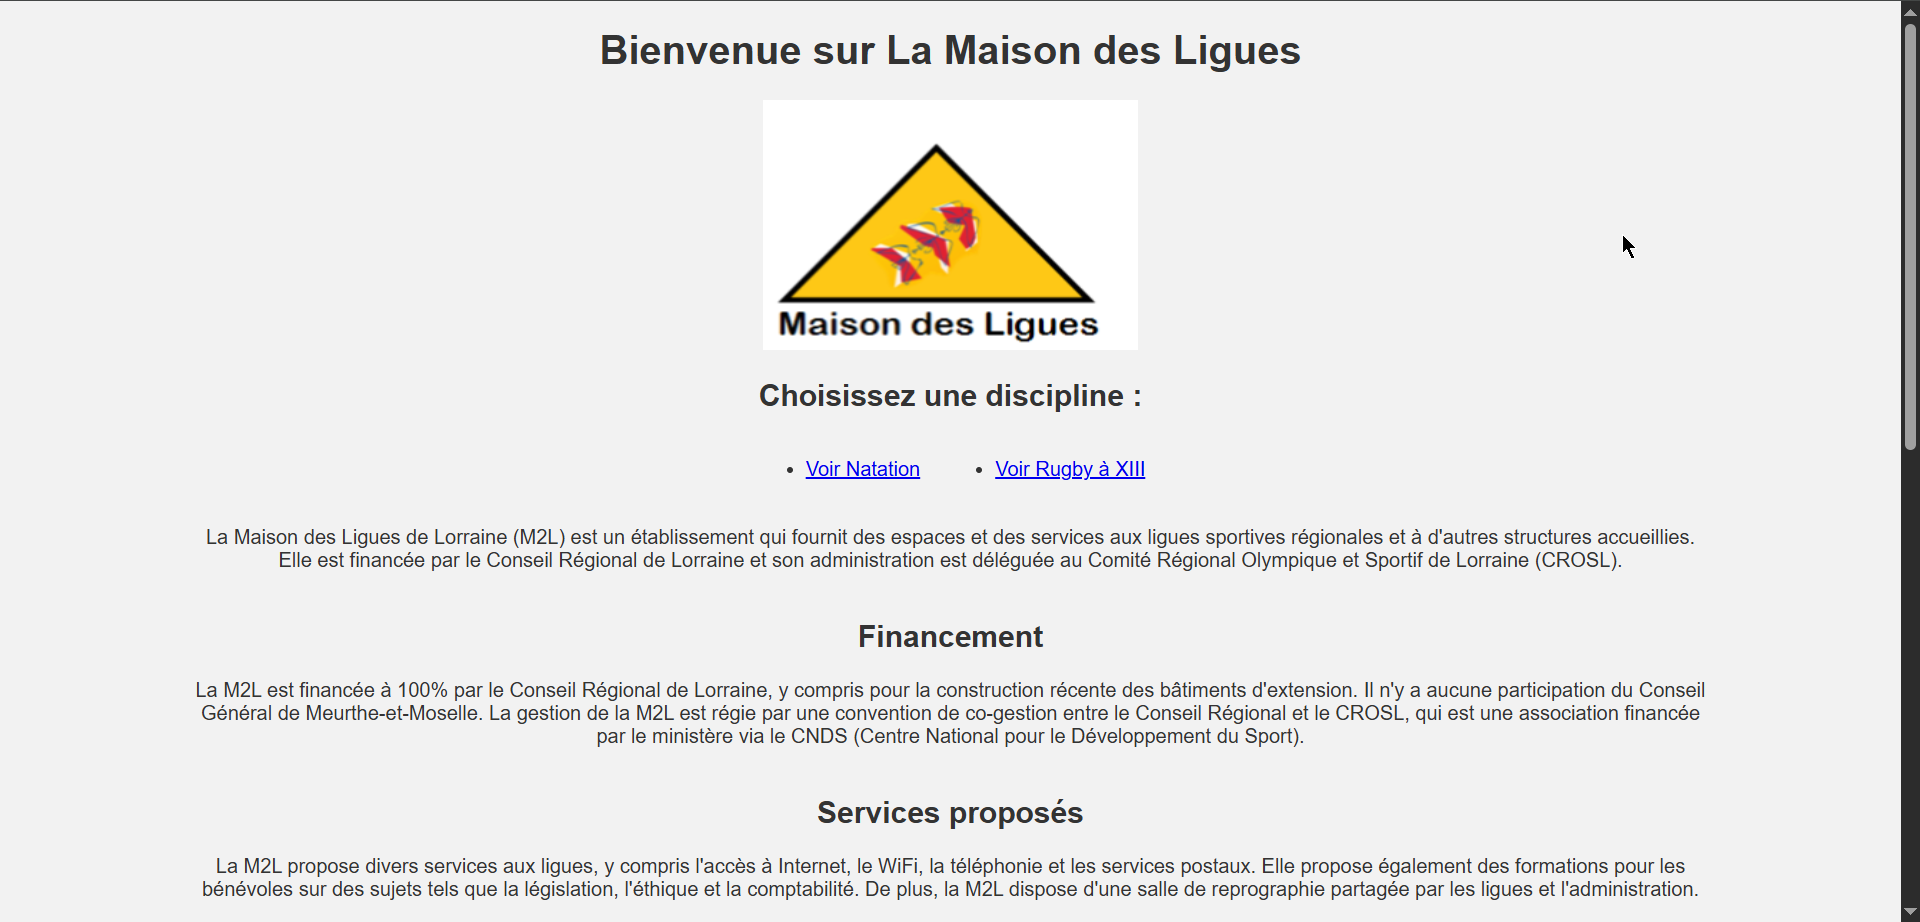 Bienvenue sur La Maison des Ligues
Maison des Ligues
Choisissez une discipline :
• Voir Natation • Voir Rugby à XIII
La Maison des Ligues de Lorraine (M2L) est un établissement qui fournit des espaces et des services aux ligues sportives régionales et à d'autres structures accueillies.
Elle est financée par le Conseil Régional de Lorraine et son administration est déléguée au Comité Régional Olympique et Sportif de Lorraine (CROSL).
Financement
La M2L est financée à 100% par le Conseil Régional de Lorraine, y compris pour la construction récente des bâtiments d'extension. Il n'y a aucune participation du Conseil
Général de Meurthe-et-Moselle. La gestion de la M2L est régie par une convention de co-gestion entre le Conseil Régional et le CROSL, qui est une association financée
par le ministère via le CNDS (Centre National pour le Développement du Sport).
Services proposés
La M2L propose divers services aux ligues, y compris l'accès à Internet, le WiFi, la téléphonie et les services postaux. Elle propose également des formations pour les
bénévoles sur des sujets tels que la législation, l'éthique et la comptabilité. De plus, la M2L dispose d'une salle de reprographie partagée par les ligues et l'administration.